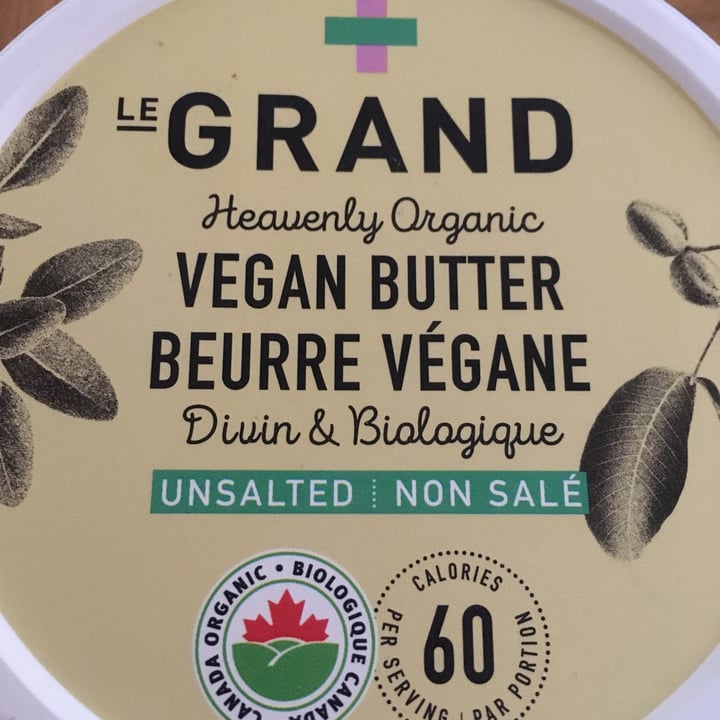 LE GRAND
Heavenly Organic
VEGAN BUTTER
BEURRE VÉGANE
Divin & Biologique
UNSALTED NON SALÉ
CANADA ORGANIC • BIOLOGIQUE CANADA
CALORIES
60
PER SERVING | PAR PORTION